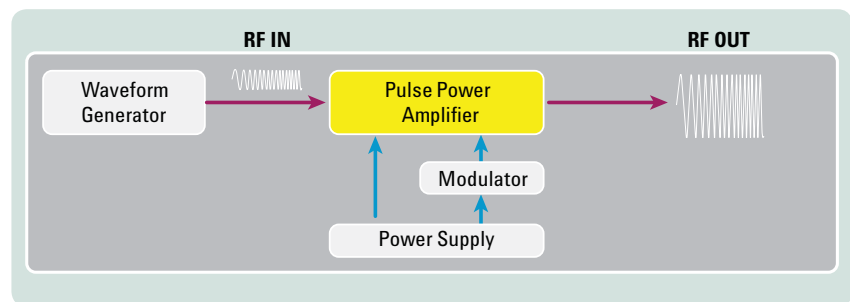 RF IN
RF OUT
Waveform
Generator
Pulse Power
Amplifier
Modulator
Power Supply